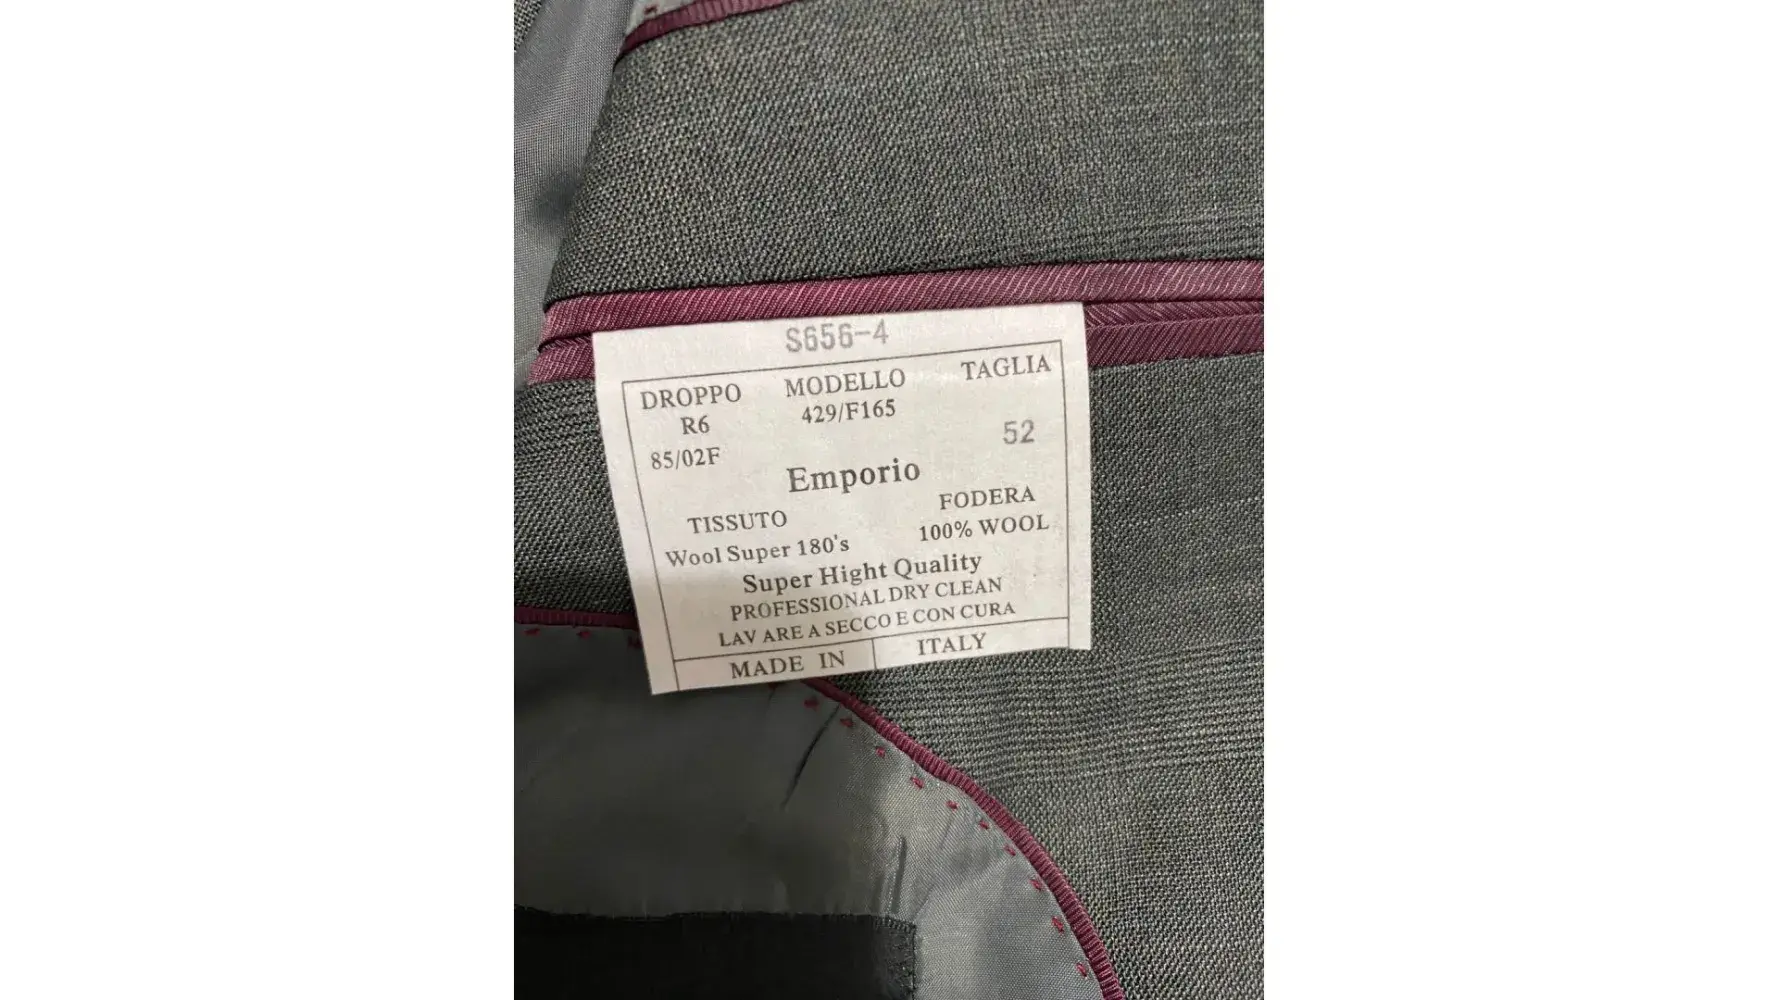 S656-4
DROPPO MODELLO TAGLIA
R6 429/F165
85/02F 52
Emporio
TISSUTO FODERA
Wool Super 180's 100% WOOL
Super Hight Quality
PROFESSIONAL DRY CLEAN
LAV ARE A SECCO E CON CURA
MADE IN ITALY